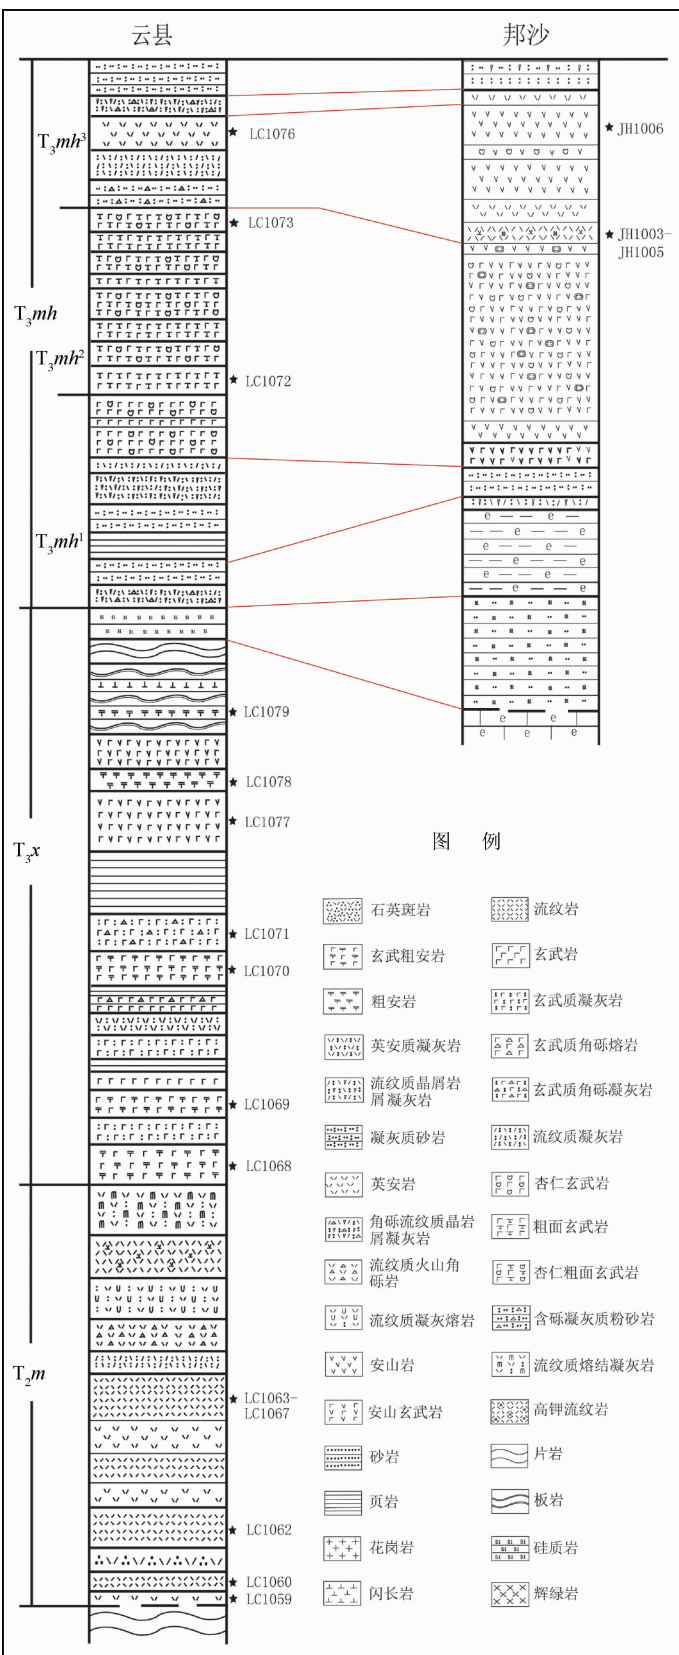 云县
邦沙
T₃mh³
T₃mh
T₃mh²
T₃mh¹
T₃x
T₂m
LC1076
LC1073
LC1072
LC1079
LC1078
LC1077
LC1071
LC1070
LC1069
LC1068
LC1063-
LC1067
LC1062
LC1060
LC1059
JH1006
JH1003-
JH1005
图 例
石英斑岩
流纹岩
玄武粗安岩
玄武岩
粗安岩
玄武质凝灰岩
英安质凝灰岩
玄武质角砾熔岩
流纹质晶屑岩
屑凝灰岩
玄武质角砾凝灰岩
凝灰质砂岩
流纹质凝灰岩
英安岩
杏仁玄武岩
角砾流纹质晶岩
屑凝灰岩
粗面玄武岩
流纹质火山角
砾岩
杏仁粗面玄武岩
流纹质凝灰熔岩
含砾凝灰质粉砂岩
安山岩
流纹质熔结凝灰岩
安山玄武岩
高钾流纹岩
砂岩
片岩
页岩
板岩
花岗岩
硅质岩
闪长岩
辉绿岩